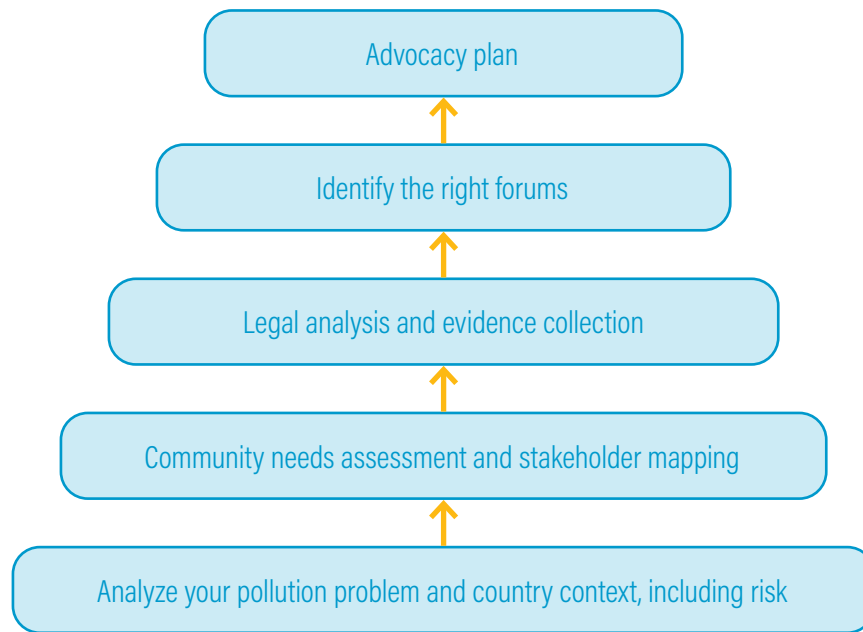 Advocacy plan
Identify the right forums
Legal analysis and evidence collection
Community needs assessment and stakeholder mapping
Analyze your pollution problem and country context, including risk